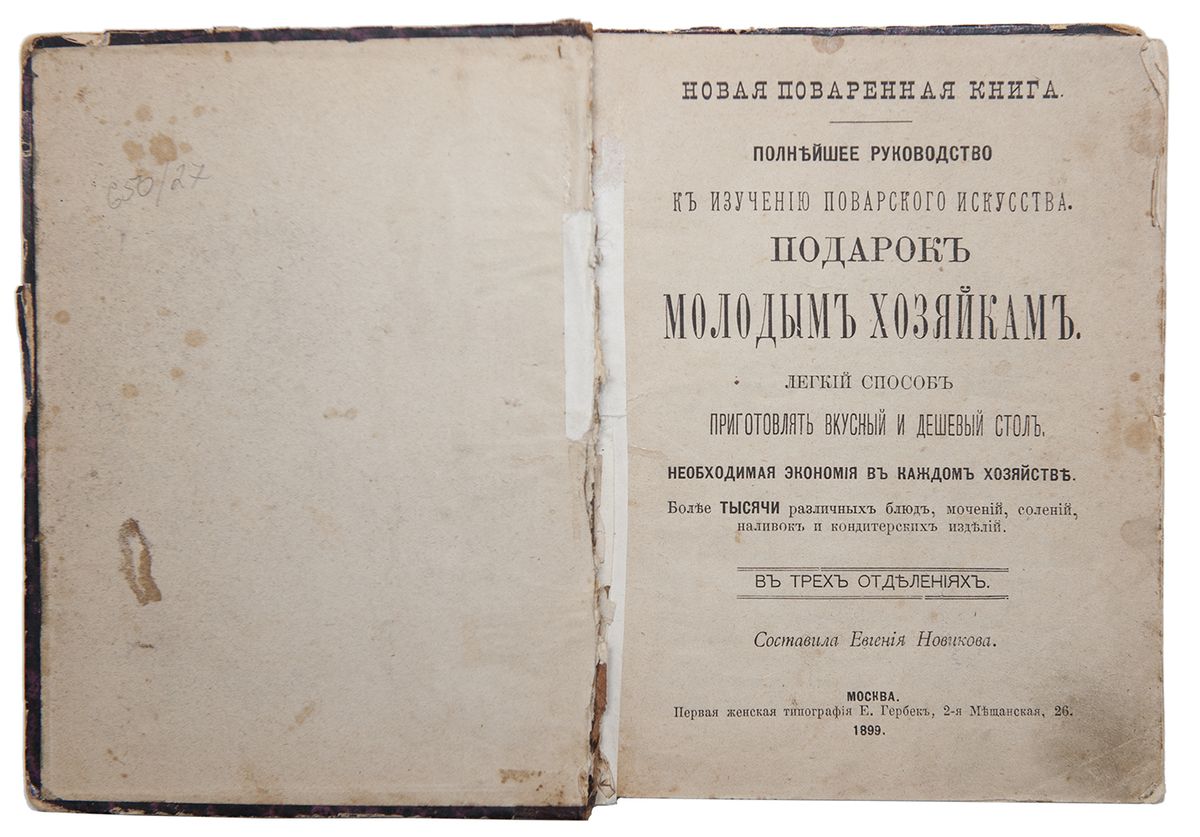 650/27
НОВАЯ ПОВАРЕННАЯ КНИГА.
ПОЛНѢЙШЕЕ РУКОВОДСТВО
КЪ ИЗУЧЕНІЮ ПОВАРСКОГО ИСКУССТВА.
ПОДАРОКЪ
МОЛОДЫМЪ ХОЗЯЙКАМЪ.
ЛЕГКІЙ СПОСОБЪ
ПРИГОТОВЛЯТЬ ВКУСНЫЙ И ДЕШЕВЫЙ СТОЛЪ,
НЕОБХОДИМАЯ ЭКОНОМІЯ ВЪ КАЖДОМЪ ХОЗЯЙСТВѢ.
Болѣе ТЫСЯЧИ различныхъ блюдъ, моченій, соленій,
наливокъ и кондитерскихъ издѣлій.
ВЪ ТРЕХЪ ОТДѢЛЕНІЯХЪ.
Составила Евгенія Новикова.
МОСКВА.
Первая женская типографія Е. Гербекъ, 2-я Мѣщанская, 26.
1899.